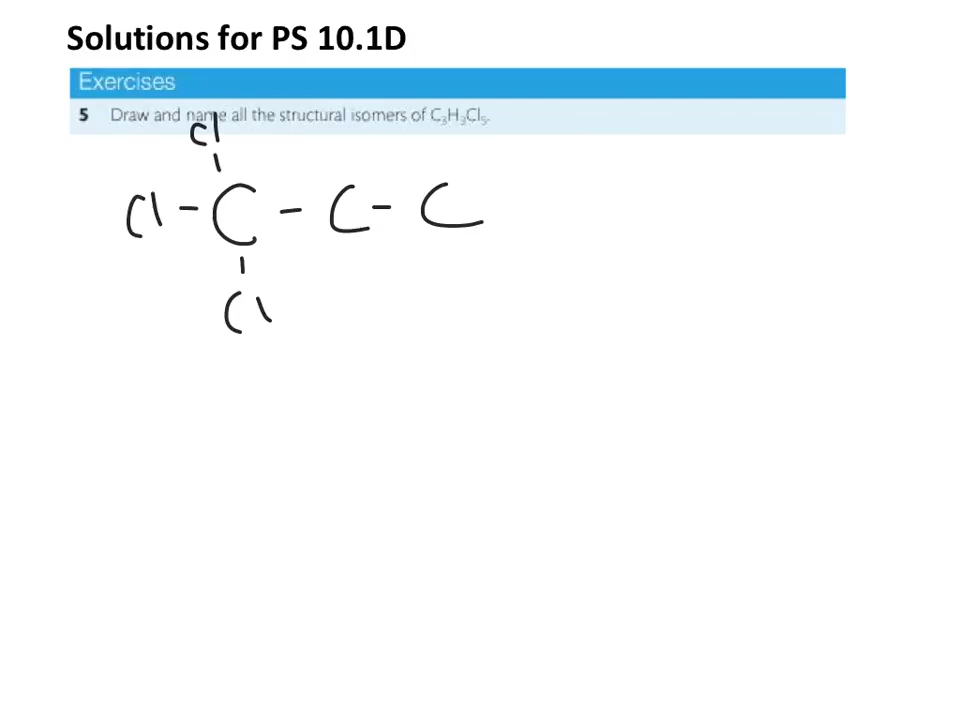 Solutions for PS 10.1D
Exercises
5 Draw and name all the structural isomers of C₃H₃Cl₅.
Cl
Cl - C - C - C
Cl